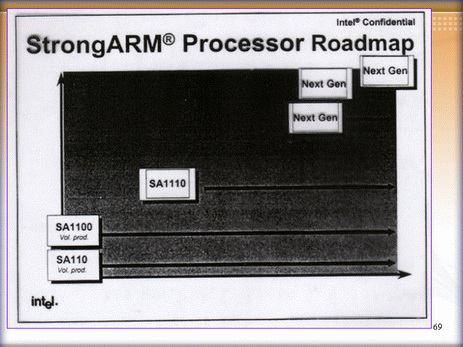 Intel® Confidential
StrongARM® Processor Roadmap
Next Gen
Next Gen
Next Gen
SA1110
SA1100
Vol. prod.
SA110
Vol. prod.
intel.
69